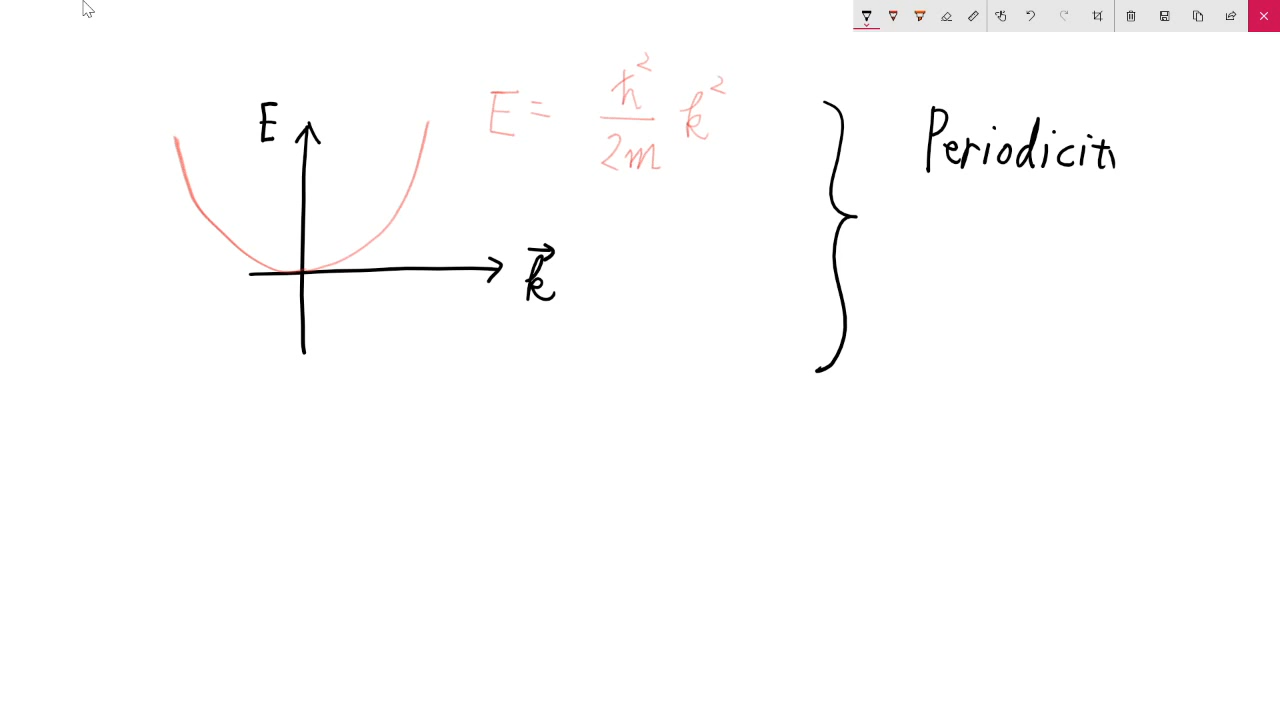 E
E = ħ²/2m k²
k⃗
Periodicit